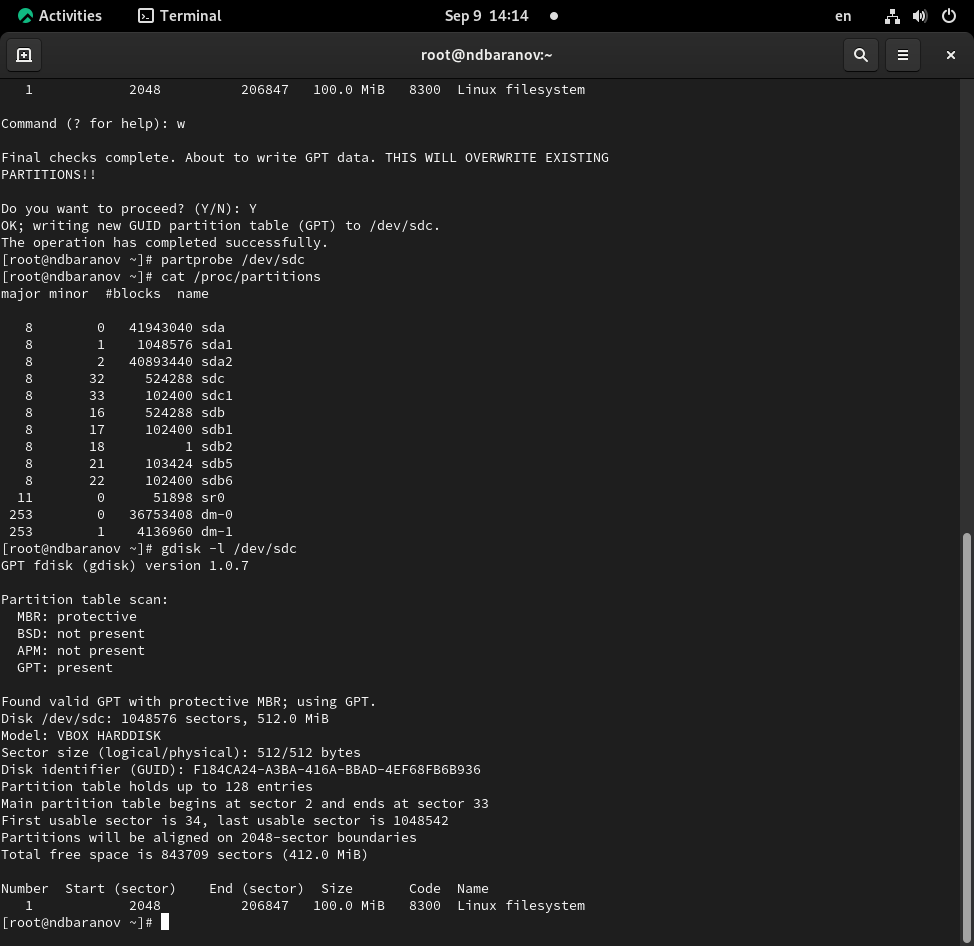 Activities Terminal Sep 9 14:14 en
root@ndbaranov:~
   1            2048          206847   100.0 MiB   8300  Linux filesystem

Command (? for help): w

Final checks complete. About to write GPT data. THIS WILL OVERWRITE EXISTING
PARTITIONS!!

Do you want to proceed? (Y/N): Y
OK; writing new GUID partition table (GPT) to /dev/sdc.
The operation has completed successfully.
[root@ndbaranov ~]# partprobe /dev/sdc
[root@ndbaranov ~]# cat /proc/partitions
major minor  #blocks  name

   8        0   41943040 sda
   8        1    1048576 sda1
   8        2   40893440 sda2
   8       32     524288 sdc
   8       33     102400 sdc1
   8       16     524288 sdb
   8       17     102400 sdb1
   8       18          1 sdb2
   8       21     103424 sdb5
   8       22     102400 sdb6
  11        0      51898 sr0
 253        0   36753408 dm-0
 253        1    4136960 dm-1
[root@ndbaranov ~]# gdisk -l /dev/sdc
GPT fdisk (gdisk) version 1.0.7

Partition table scan:
  MBR: protective
  BSD: not present
  APM: not present
  GPT: present

Found valid GPT with protective MBR; using GPT.
Disk /dev/sdc: 1048576 sectors, 512.0 MiB
Model: VBOX HARDDISK
Sector size (logical/physical): 512/512 bytes
Disk identifier (GUID): F184CA24-A3BA-416A-BBAD-4EF68FB6B936
Partition table holds up to 128 entries
Main partition table begins at sector 2 and ends at sector 33
First usable sector is 34, last usable sector is 1048542
Partitions will be aligned on 2048-sector boundaries
Total free space is 843709 sectors (412.0 MiB)

Number  Start (sector)    End (sector)  Size       Code  Name
   1            2048          206847   100.0 MiB   8300  Linux filesystem
[root@ndbaranov ~]#